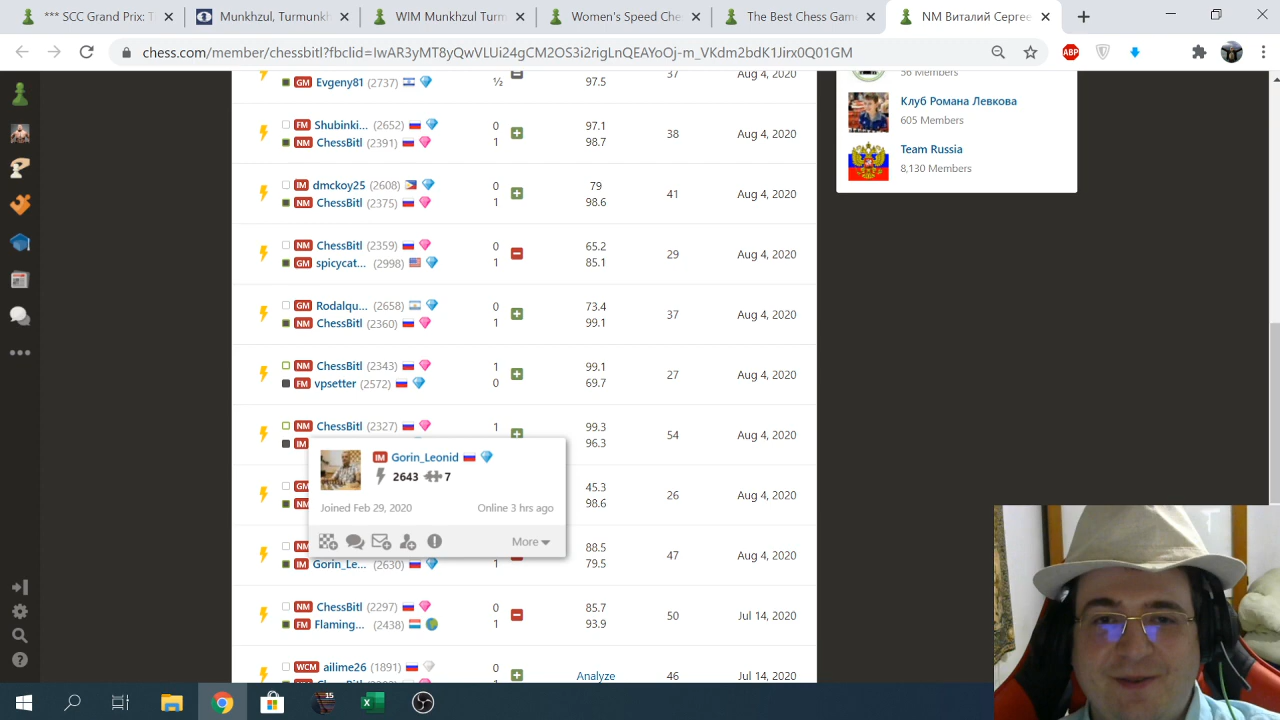 *** SCC Grand Prix: E
Munkhzul, Turmunkh
Tournament - Live C
Women's Speed Chess
The Best Chess Game
NM Виталий Сергее
chess.com/member/chessbitl?fbclid=IwAR3yMT8yQwVLUi24gCM2OS3i2rigLnQEAYoOj-m_VKdm2rdK1Jirx0Q01GM
ABP
GM Evgeny81 (2737) ½ 97.5 37 Aug 4, 2020
FM Shubinki... (2652) 0 97.1
NM ChessBitl (2391) 1 98.7 38 Aug 4, 2020
IM dmckoy25 (2608) 0 79
NM ChessBitl (2375) 1 98.6 41 Aug 4, 2020
NM ChessBitl (2359) 0 65.2
GM spicycat... (2998) 1 85.1 29 Aug 4, 2020
GM Rodalqu... (2658) 0 73.4
NM ChessBitl (2360) 1 99.1 37 Aug 4, 2020
NM ChessBitl (2343) 1 99.1
FM vpsetter (2572) 0 69.7 27 Aug 4, 2020
NM ChessBitl (2327) 1 99.3
IM 96.3 54 Aug 4, 2020
IM Gorin_Leonid
2643 7
Joined Feb 29, 2020 Online 3 hrs ago
More
45.3
98.6 26 Aug 4, 2020
88.5
Gorin_Le... (2630) 1 79.5 47 Aug 4, 2020
NM ChessBitl (2297) 0 85.7
FM Flaming... (2438) 1 93.9 50 Jul 14, 2020
WCM ailime26 (1891) 0 Analyze 46 Jul 14, 2020
56 Members
Клуб Романа Левкова
605 Members
Team Russia
8,130 Members
15